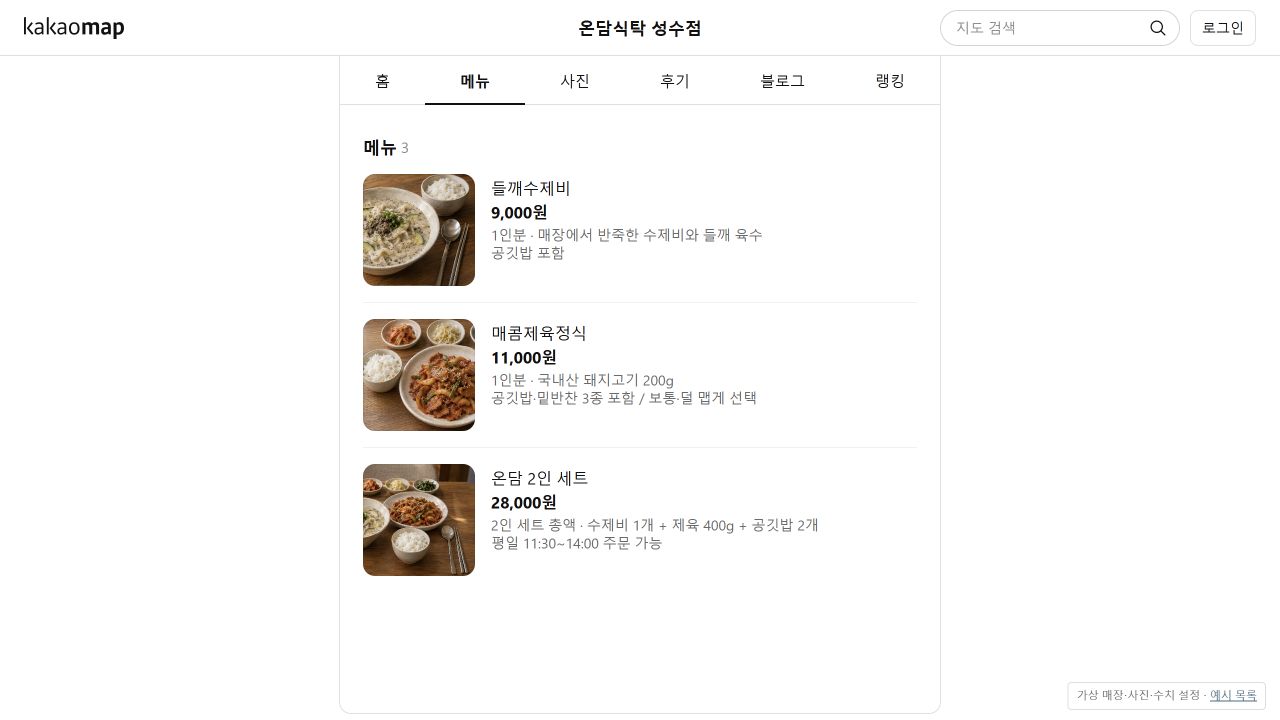 kakaomap
온담식탁 성수점
지도 검색
로그인
홈
메뉴
사진
후기
블로그
랭킹
메뉴 3
들깨수제비
9,000원
1인분 · 매장에서 반죽한 수제비와 들깨 육수
공깃밥 포함
매콤제육정식
11,000원
1인분 · 국내산 돼지고기 200g
공깃밥·밑반찬 3종 포함 / 보통·덜 맵게 선택
온담 2인 세트
28,000원
2인 세트 총액 · 수제비 1개 + 제육 400g + 공깃밥 2개
평일 11:30~14:00 주문 가능
가상 매장·사진·수치 설정 · 예시 목록